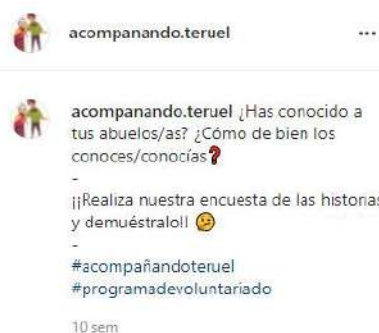 acompanando.teruel
acompanando.teruel ¿Has conocido a
tus abuelos/as? ¿Cómo de bien los
conoces/conocías❓
-
¡¡Realiza nuestra encuesta de las historias
y demuéstralo!! 🤔
-
#acompañandoteruel
#programadevoluntariado
10 sem